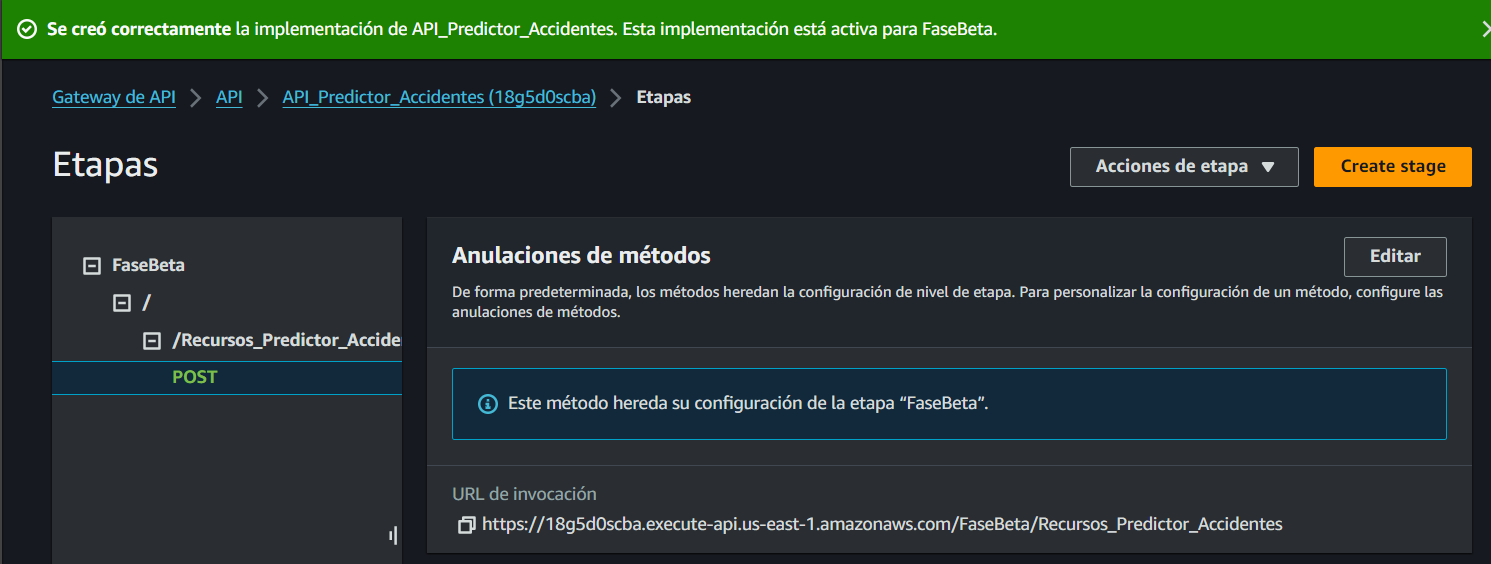 Se creó correctamente la implementación de API_Predictor_Accidentes. Esta implementación está activa para FaseBeta.
Gateway de API > API > API_Predictor_Accidentes (18g5d0scba) > Etapas
Etapas
Acciones de etapa ▼
Create stage
FaseBeta
/
/Recursos_Predictor_Accide
POST
Anulaciones de métodos
Editar
De forma predeterminada, los métodos heredan la configuración de nivel de etapa. Para personalizar la configuración de un método, configure las
anulaciones de métodos.
Este método hereda su configuración de la etapa “FaseBeta”.
URL de invocación
https://18g5d0scba.execute-api.us-east-1.amazonaws.com/FaseBeta/Recursos_Predictor_Accidentes